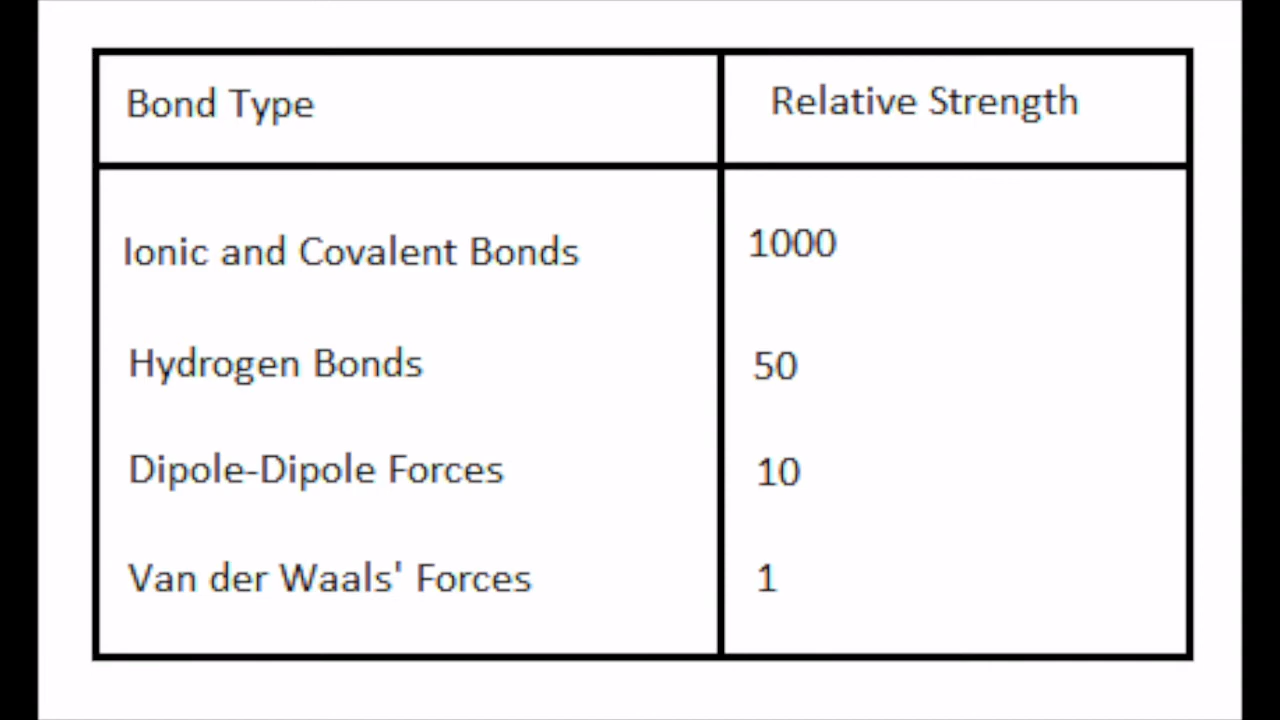 Bond Type Relative Strength
Ionic and Covalent Bonds 1000
Hydrogen Bonds 50
Dipole-Dipole Forces 10
Van der Waals' Forces 1